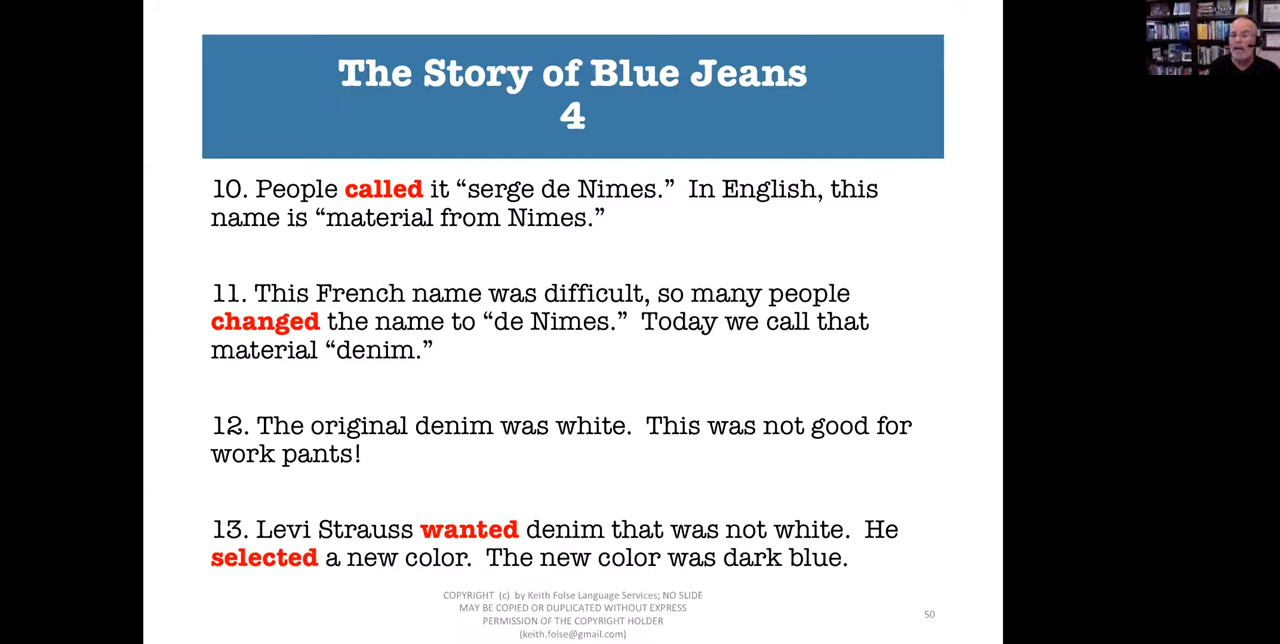 The Story of Blue Jeans
4
10. People called it “serge de Nimes.” In English, this
name is “material from Nimes.”
11. This French name was difficult, so many people
changed the name to “de Nimes.” Today we call that
material “denim.”
12. The original denim was white. This was not good for
work pants!
13. Levi Strauss wanted denim that was not white. He
selected a new color. The new color was dark blue.
COPYRIGHT (c) by Keith Folse Language Services; NO SLIDE
MAY BE COPIED OR DUPLICATED WITHOUT EXPRESS
PERMISSION OF THE COPYRIGHT HOLDER
(keith.folse@gmail.com)
50